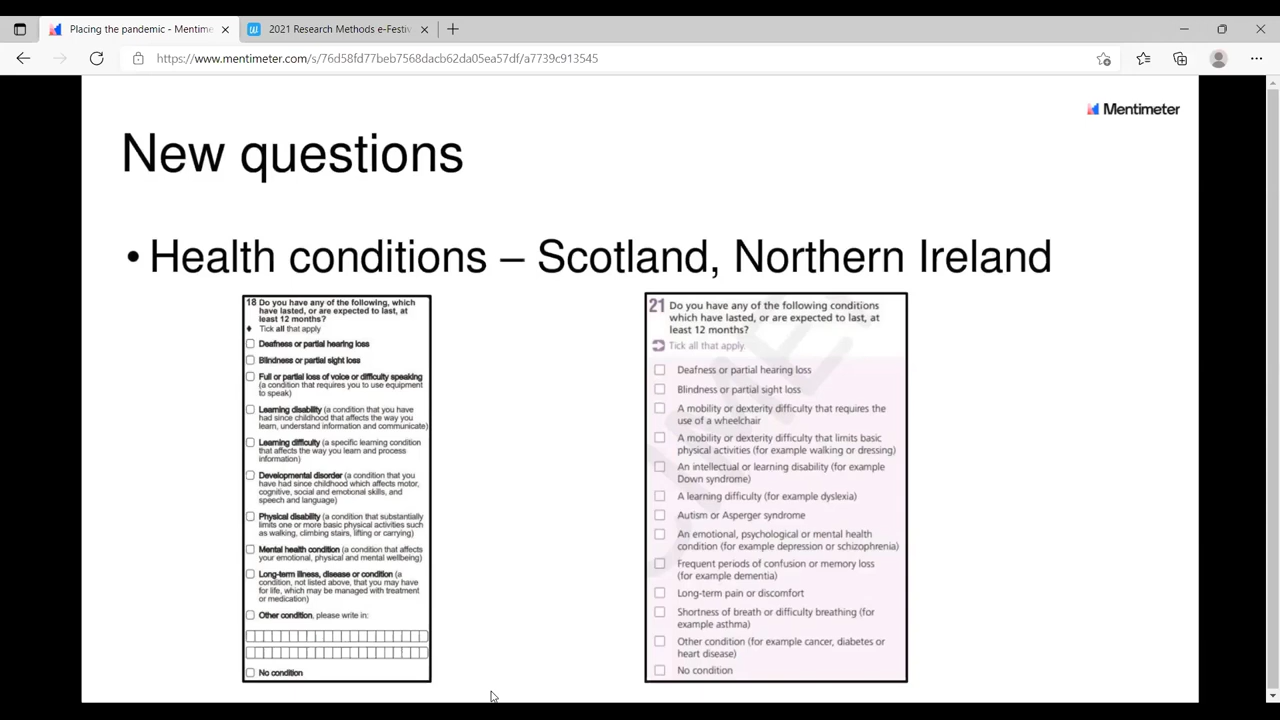 Placing the pandemic - Mentime
2021 Research Methods e-Festiv
https://www.mentimeter.com/s/76d58fd77beb7568dacb62da05ea57df/a7739c913545
Mentimeter
New questions
• Health conditions – Scotland, Northern Ireland
18 Do you have any of the following, which
have lasted, or are expected to last, at
least 12 months?
Tick all that apply
Deafness or partial hearing loss
Blindness or partial sight loss
Full or partial loss of voice or difficulty speaking
(a condition that requires you to use equipment
to speak)
Learning disability (a condition that you have
had since childhood that affects the way you
learn, understand information and communicate)
Learning difficulty (a specific learning condition
that affects the way you learn and process
information)
Developmental disorder (a condition that you
have had since childhood which affects motor,
cognitive, social and emotional skills, and
speech and language)
Physical disability (a condition that substantially
limits one or more basic physical activities such
as walking, climbing stairs, lifting or carrying)
Mental health condition (a condition that affects
your emotional, physical and mental wellbeing)
Long-term illness, disease or condition (a
condition, not listed above, that you may have
for life, which may be managed with treatment
or medication)
Other condition, please write in:
No condition
21 Do you have any of the following conditions
which have lasted, or are expected to last, at
least 12 months?
Tick all that apply.
Deafness or partial hearing loss
Blindness or partial sight loss
A mobility or dexterity difficulty that requires the
use of a wheelchair
A mobility or dexterity difficulty that limits basic
physical activities (for example walking or dressing)
An intellectual or learning disability (for example
Down syndrome)
A learning difficulty (for example dyslexia)
Autism or Asperger syndrome
An emotional, psychological or mental health
condition (for example depression or schizophrenia)
Frequent periods of confusion or memory loss
(for example dementia)
Long-term pain or discomfort
Shortness of breath or difficulty breathing (for
example asthma)
Other condition (for example cancer, diabetes or
heart disease)
No condition